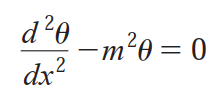 d²θ/dx² − m²θ = 0